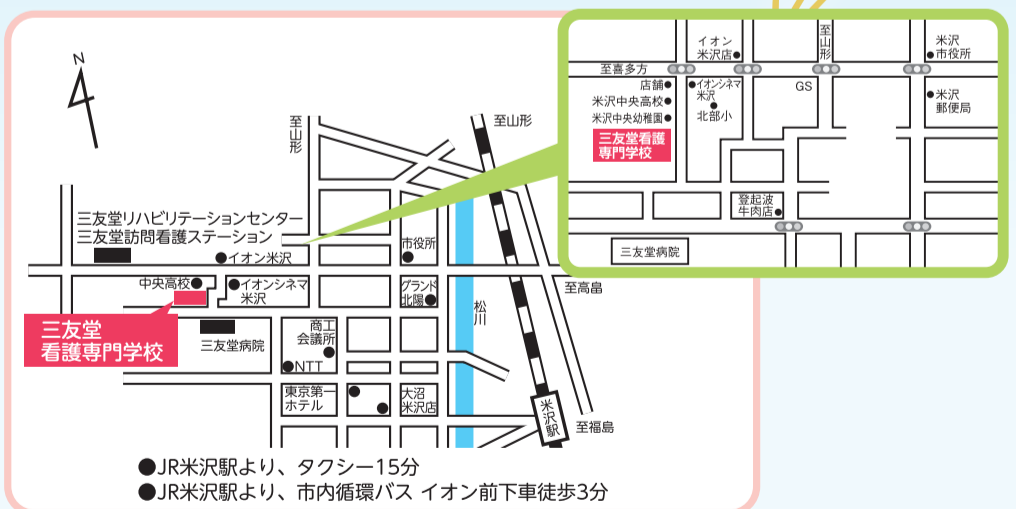 N
至山形
至山形
三友堂リハビリテーションセンター
三友堂訪問看護ステーション
イオン米沢
市役所
中央高校
イオンシネマ
米沢
グランド
北陽
松川
至高畠
三友堂
看護専門学校
三友堂病院
商工
会議所
NTT
東京第一
ホテル
大沼
米沢店
米沢駅
至福島
●JR米沢駅より、タクシー15分
●JR米沢駅より、市内循環バス イオン前下車徒歩3分
イオン
米沢店
至山形
米沢
市役所
至喜多方
店舗
イオンシネマ
米沢
GS
米沢
郵便局
米沢中央高校
北部小
米沢中央幼稚園
三友堂看護
専門学校
登起波
牛肉店
三友堂病院